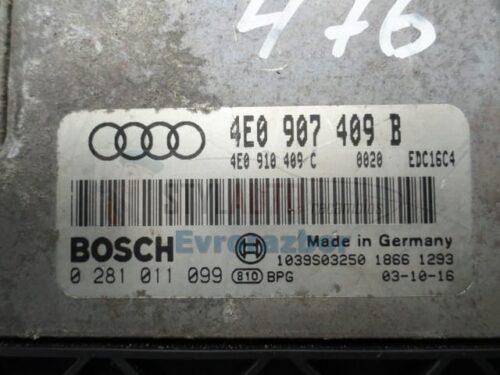 476
4E0 907 409 B
4E0 910 409 C 0020 EDC16C4
BOSCH
Evrorazbor
Made in Germany
1039S03250 1866 1293
0 281 011 099 810 BPG 03-10-16